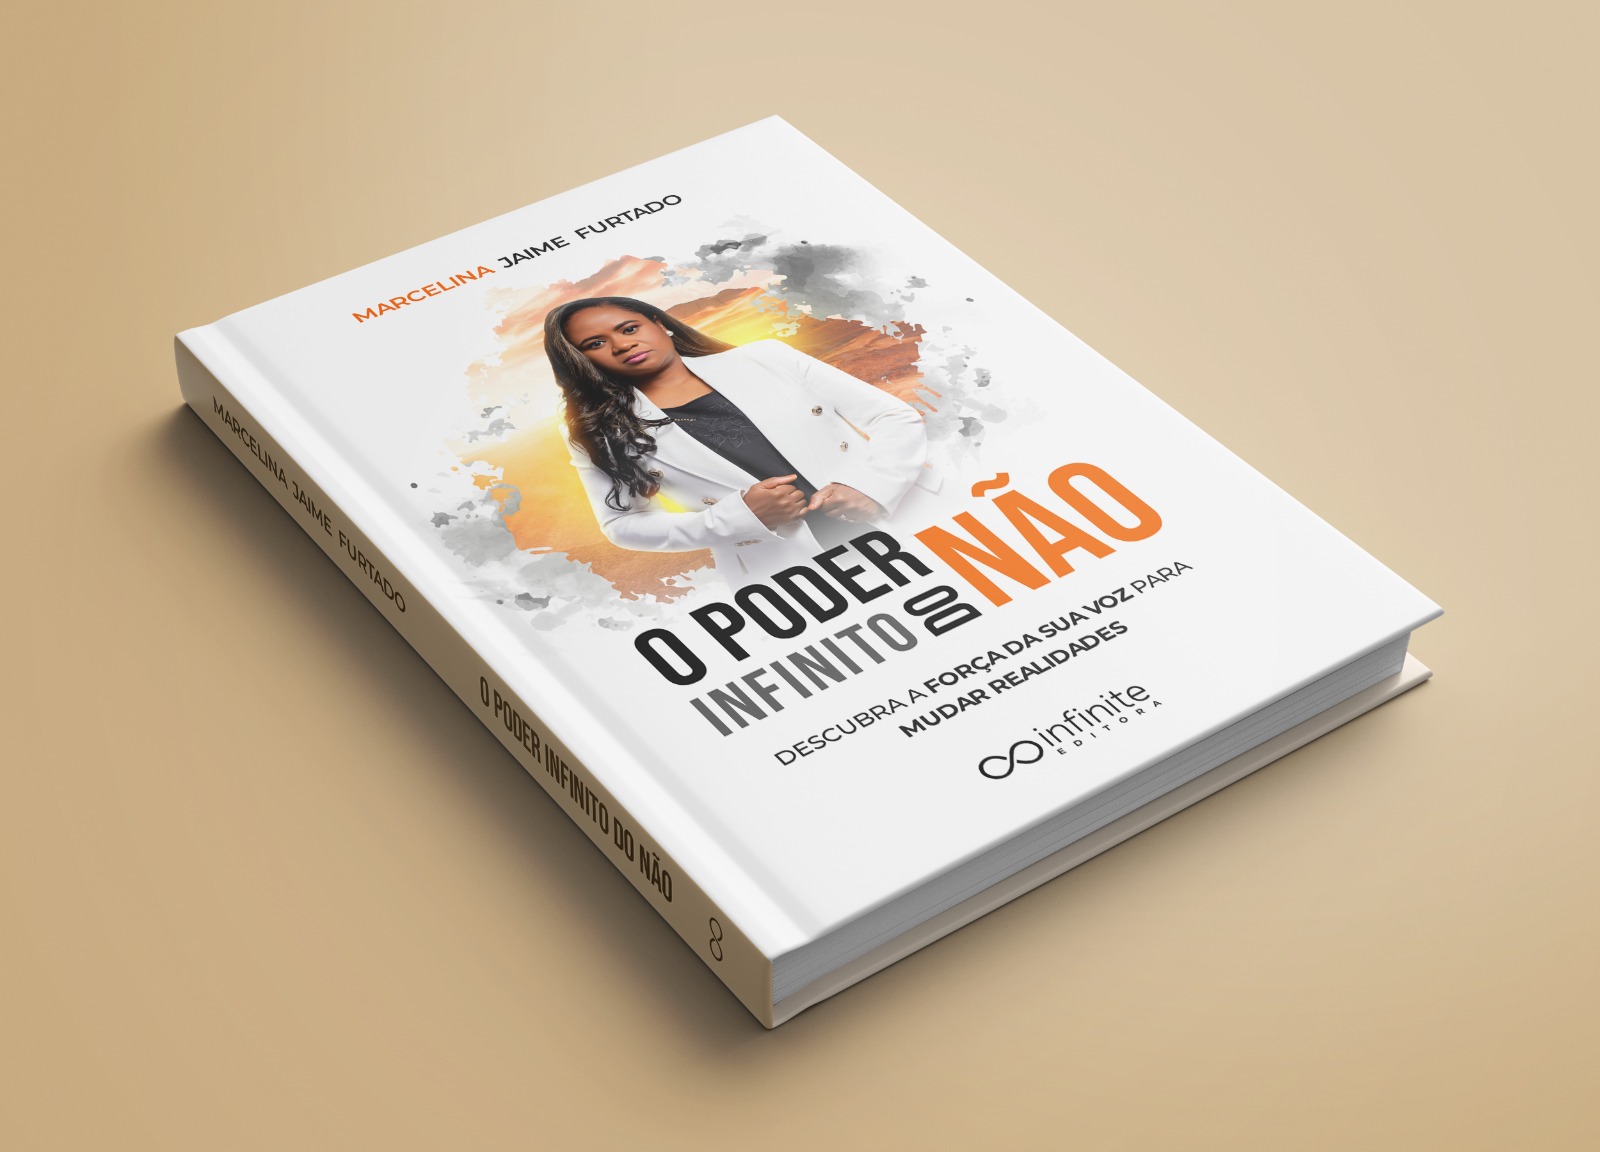 MARCELINA JAIME FURTADO
O PODER
INFINITO DO NÃO
DESCUBRA A FORÇA DA SUA VOZ PARA
MUDAR REALIDADES
infinite
EDITORA
MARCELINA JAIME FURTADO
O PODER INFINITO DO NÃO